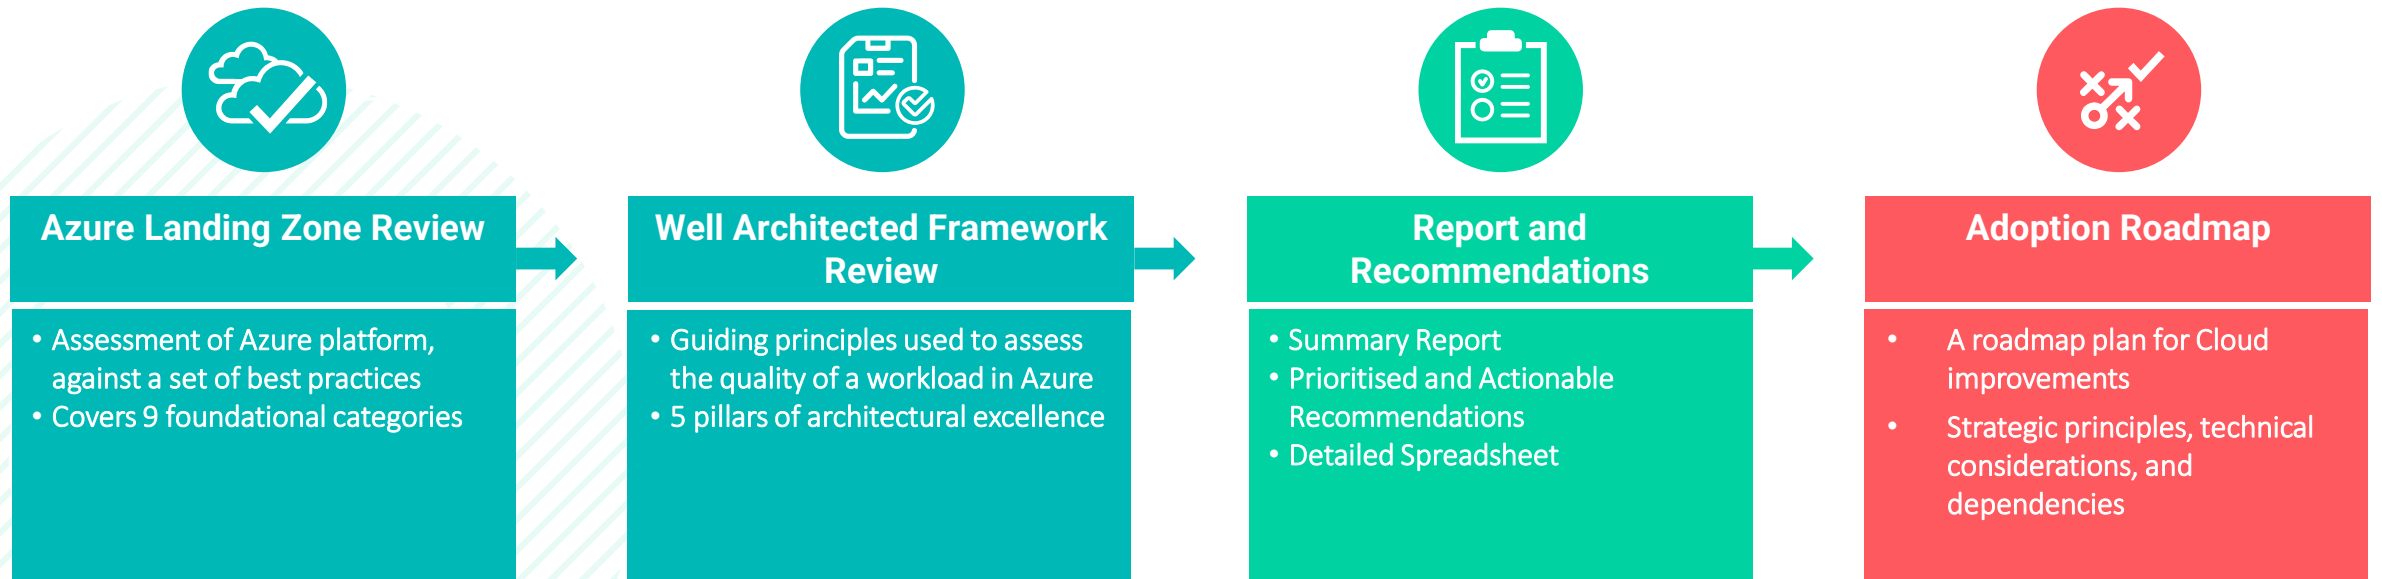 Azure Landing Zone Review
• Assessment of Azure platform,
against a set of best practices
• Covers 9 foundational categories
Well Architected Framework
Review
• Guiding principles used to assess
the quality of a workload in Azure
• 5 pillars of architectural excellence
Report and
Recommendations
• Summary Report
• Prioritised and Actionable
Recommendations
• Detailed Spreadsheet
Adoption Roadmap
• A roadmap plan for Cloud
improvements
• Strategic principles, technical
considerations, and
dependencies